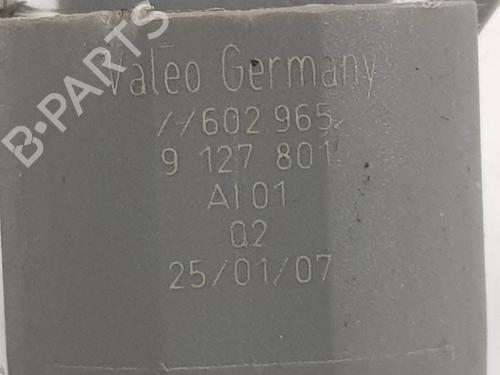 B-PARTS
Valeo Germany
//602 965
9 127 801
AI 01
Q2
25/01/07